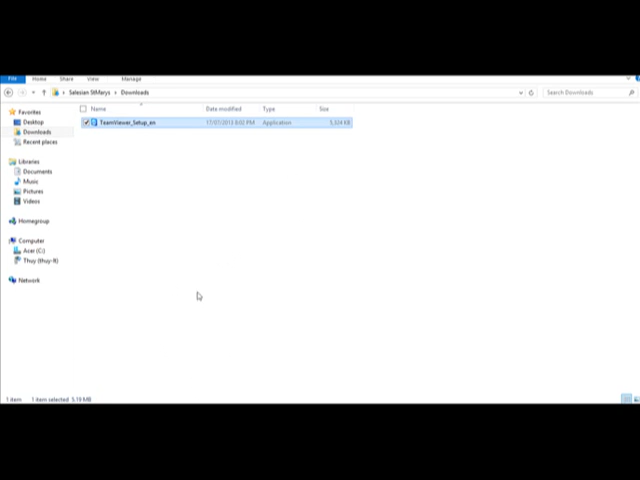 File Home Share View Manage
Salesian StMarys Downloads Search Downloads
Name Date modified Type Size
TeamViewer_Setup_en 17/07/2013 8:02 PM Application 5,324 KB
Favorites
Desktop
Downloads
Recent places
Libraries
Documents
Music
Pictures
Videos
Homegroup
Computer
Acer (C:)
Thuy (thuy-lt)
Network
1 item 1 item selected 5.19 MB